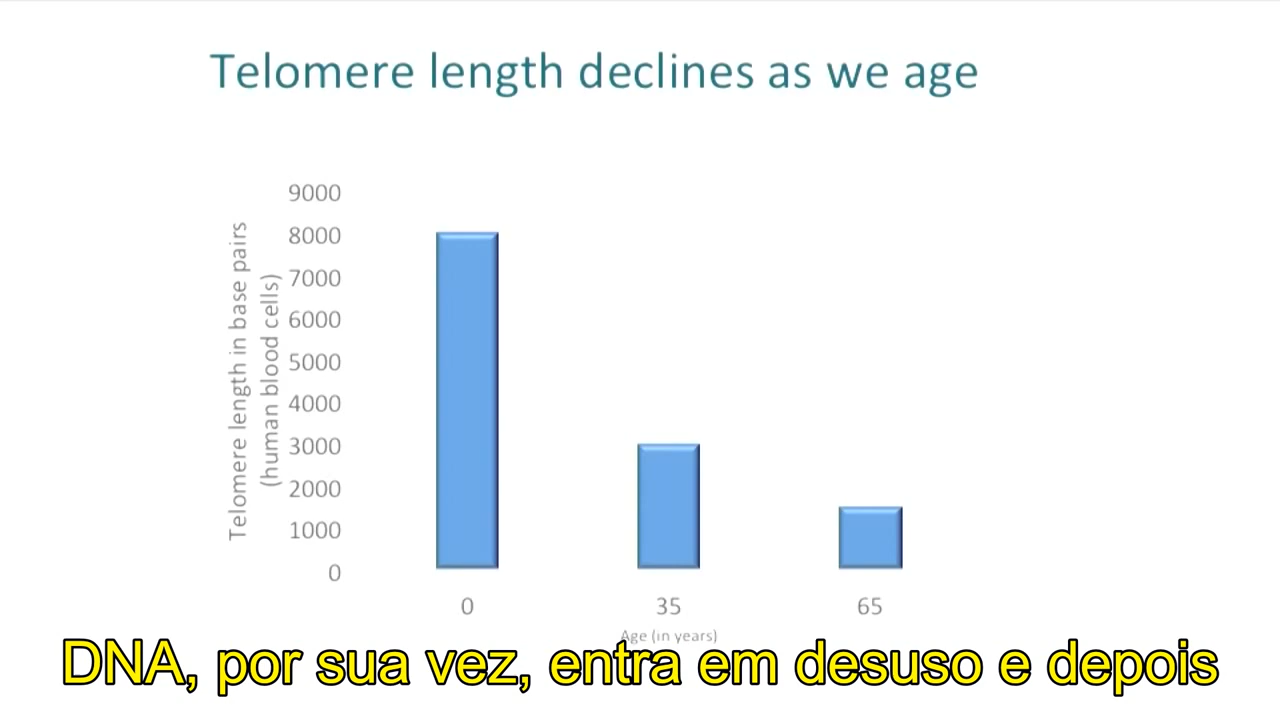 Telomere length declines as we age
Telomere length in base pairs
(human blood cells)
9000
8000
7000
6000
5000
4000
3000
2000
1000
0
0 35 65
Age (in years)
DNA, por sua vez, entra em desuso e depois